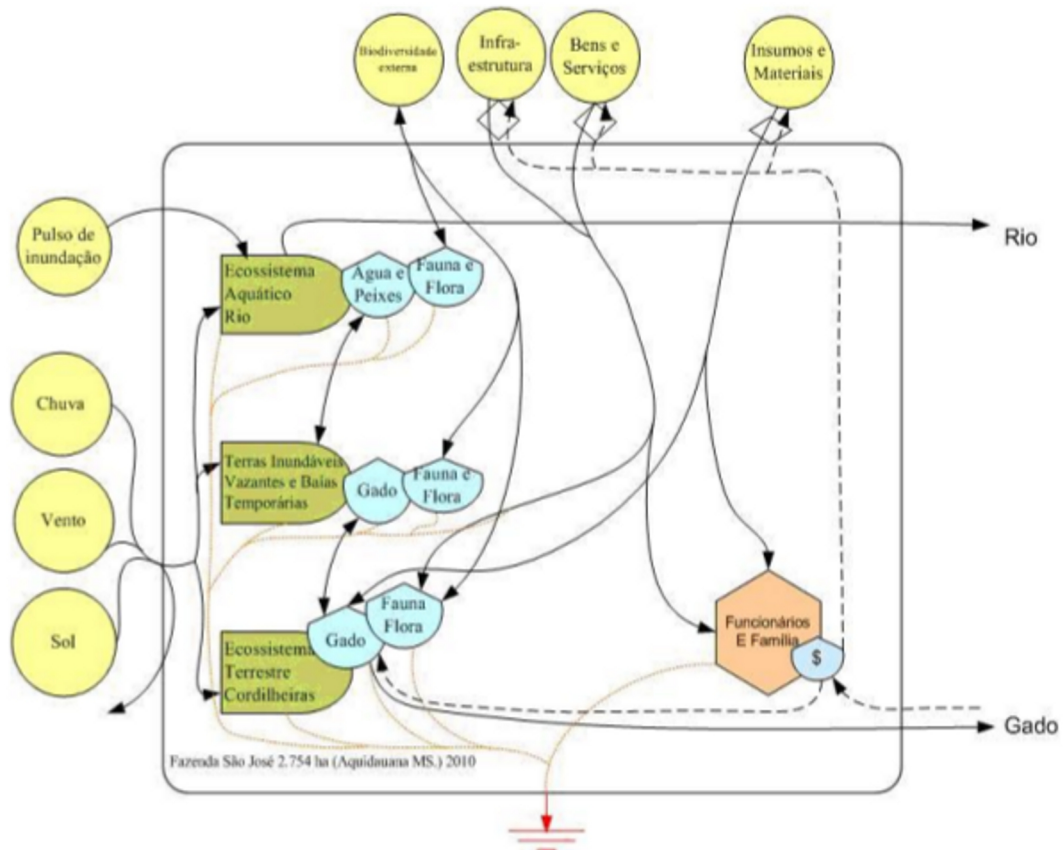 Biodiversidade
externa
Infra-
estrutura
Bens e
Serviços
Insumos e
Materiais
Pulso de
inundação
Rio
Ecossistema
Aquático
Rio
Agua e
Peixes
Fauna e
Flora
Chuva
Terras Inundáveis
Vazantes e Baías
Temporárias
Gado
Fauna e
Flora
Vento
Sol
Ecossistema
Terrestre
Cordilheiras
Gado
Fauna
Flora
Funcionários
E Família
$
Gado
Fazenda São José 2.754 ha (Aquidauana MS.) 2010